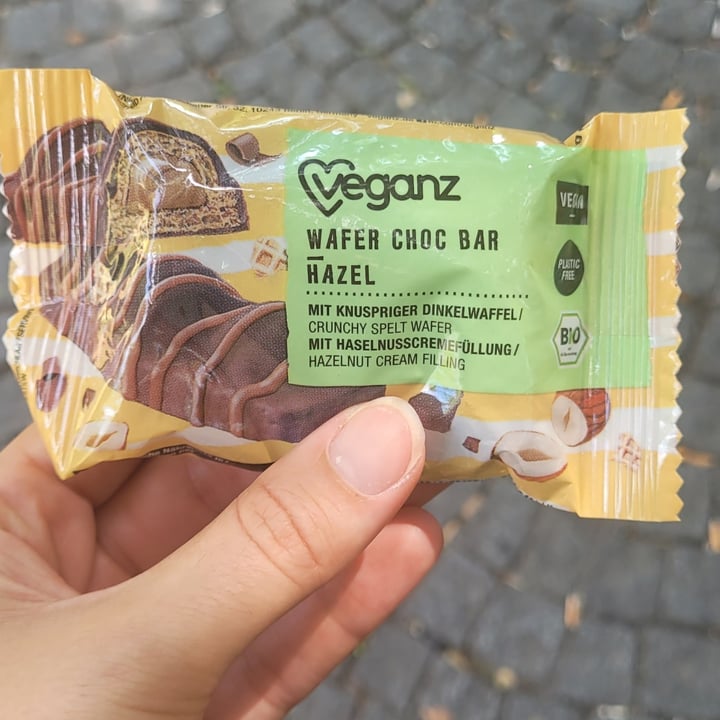 veganz
WAFER CHOC BAR
HAZEL
MIT KNUSPRIGER DINKELWAFFEL/
CRUNCHY SPELT WAFER
MIT HASELNUSSCREMEFÜLLUNG/
HAZELNUT CREAM FILLING
VEGAN
PLASTIC
FREE
BIO